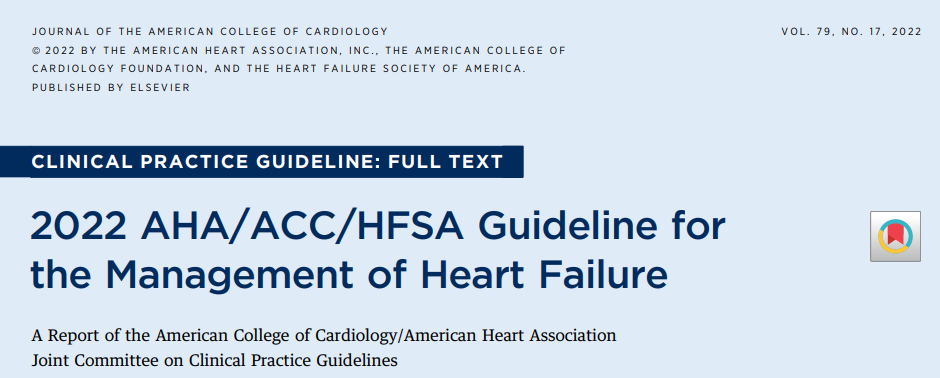 JOURNAL OF THE AMERICAN COLLEGE OF CARDIOLOGY
VOL. 79, NO. 17, 2022
© 2022 BY THE AMERICAN HEART ASSOCIATION, INC., THE AMERICAN COLLEGE OF
CARDIOLOGY FOUNDATION, AND THE HEART FAILURE SOCIETY OF AMERICA.
PUBLISHED BY ELSEVIER
CLINICAL PRACTICE GUIDELINE: FULL TEXT
2022 AHA/ACC/HFSA Guideline for
the Management of Heart Failure
A Report of the American College of Cardiology/American Heart Association
Joint Committee on Clinical Practice Guidelines